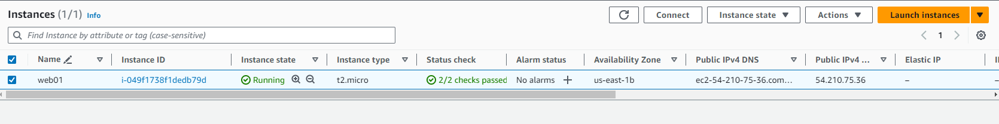 Instances (1/1) Info
Connect Instance state Actions Launch instances
Find Instance by attribute or tag (case-sensitive)
1
Name Instance ID Instance state Instance type Status check Alarm status Availability Zone Public IPv4 DNS Public IPv4 ... Elastic IP
web01 i-049f1738f1dedb79d Running t2.micro 2/2 checks passed No alarms + us-east-1b ec2-54-210-75-36.com... 54.210.75.36 – –